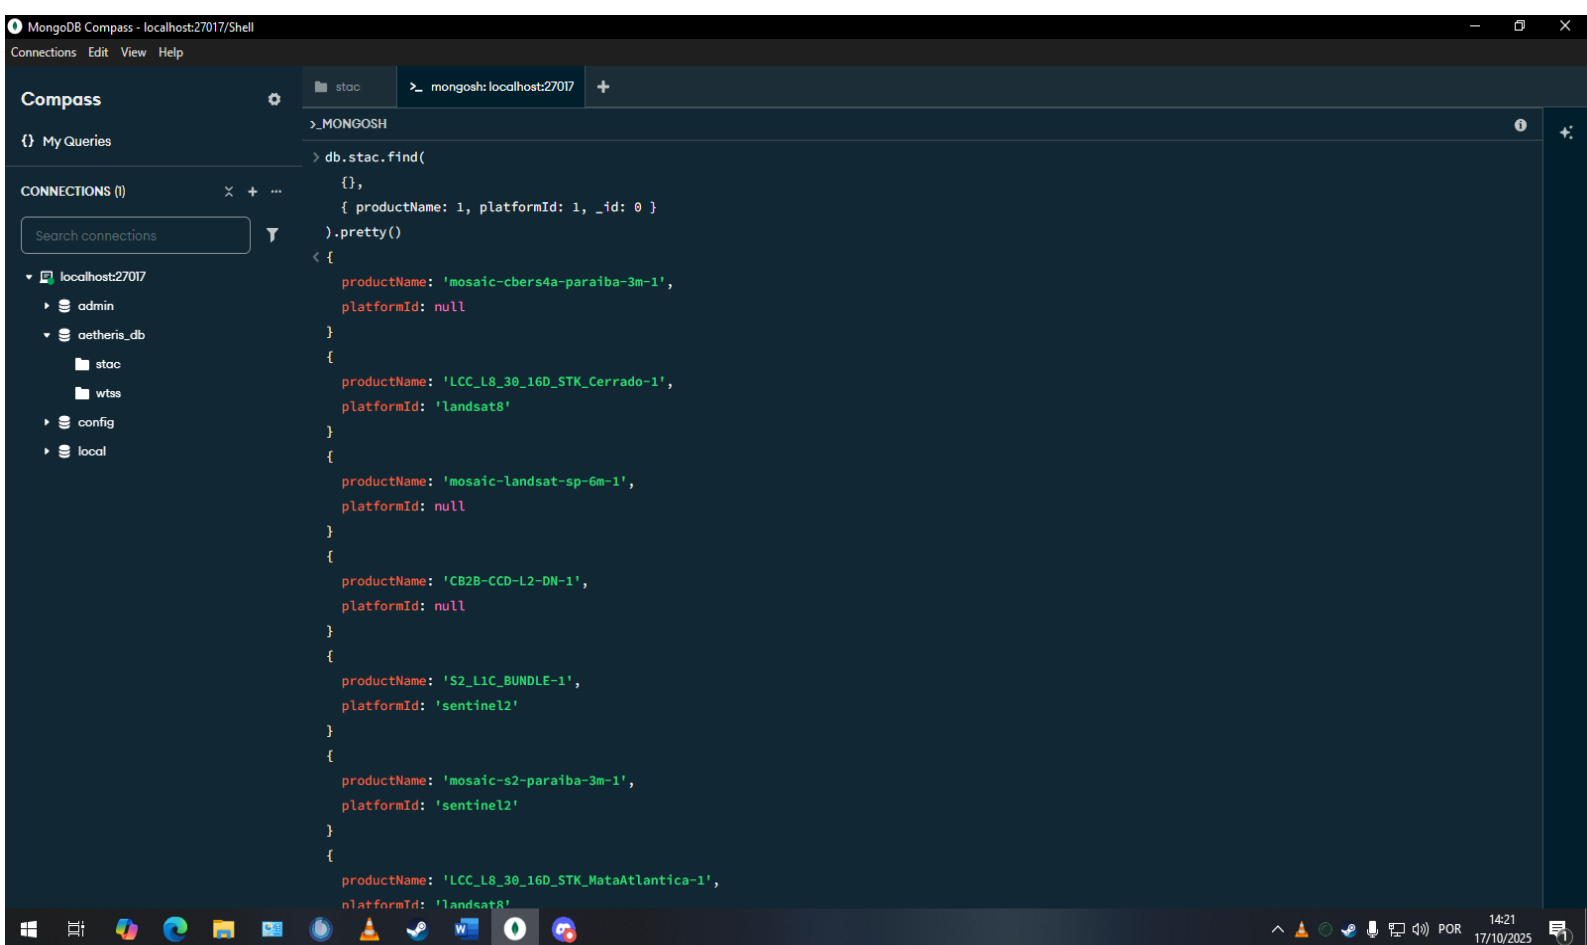 MongoDB Compass - localhost:27017/Shell
Connections Edit View Help
Compass
{} My Queries
CONNECTIONS (1)
Search connections
localhost:27017
admin
aetheris_db
stac
wtss
config
local
stac
>_ mongosh: localhost:27017
>_MONGOSH
> db.stac.find(
{},
{ productName: 1, platformId: 1, _id: 0 }
).pretty()
< {
productName: 'mosaic-cbers4a-paraiba-3m-1',
platformId: null
}
{
productName: 'LCC_L8_30_16D_STK_Cerrado-1',
platformId: 'landsat8'
}
{
productName: 'mosaic-landsat-sp-6m-1',
platformId: null
}
{
productName: 'CB2B-CCD-L2-DN-1',
platformId: null
}
{
productName: 'S2_L1C_BUNDLE-1',
platformId: 'sentinel2'
}
{
productName: 'mosaic-s2-paraiba-3m-1',
platformId: 'sentinel2'
}
{
productName: 'LCC_L8_30_16D_STK_MataAtlantica-1',
platformId: 'landsat8'
POR
14:21
17/10/2025